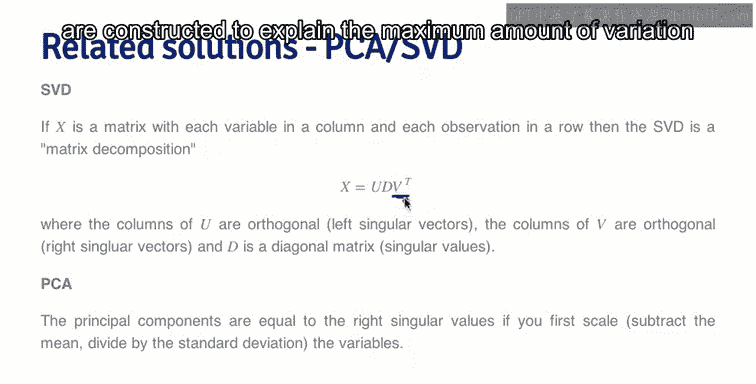 are constructed to explain the maximum amount of variation
Related solutions - PCA/SVD
SVD
If X is a matrix with each variable in a column and each observation in a row then the SVD is a
"matrix decomposition"
X = UDV^T
where the columns of U are orthogonal (left singular vectors), the columns of V are orthogonal
(right singluar vectors) and D is a diagonal matrix (singular values).
PCA
The principal components are equal to the right singular values if you first scale (subtract the
mean, divide by the standard deviation) the variables.